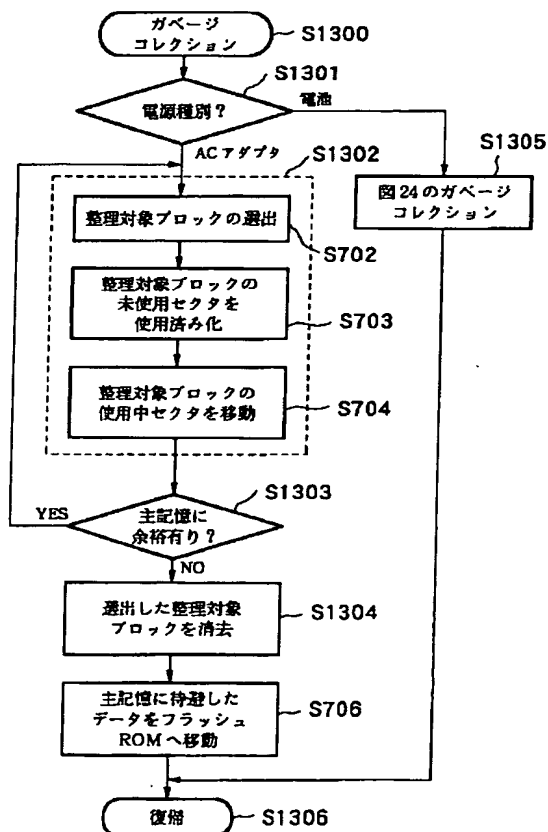 ガベージ
コレクション
S1300
S1301
電源種別?
電池
ACアダプタ
S1302
S1305
整理対象ブロックの選出
図24のガベージ
コレクション
S702
整理対象ブロックの
未使用セクタを
使用済み化
S703
整理対象ブロックの
使用中セクタを移動
S704
S1303
YES
主記憶に
余裕有り?
NO
選出した整理対象
ブロックを消去
S1304
主記憶に待避した
データをフラッシュ
ROMへ移動
S706
復帰
S1306